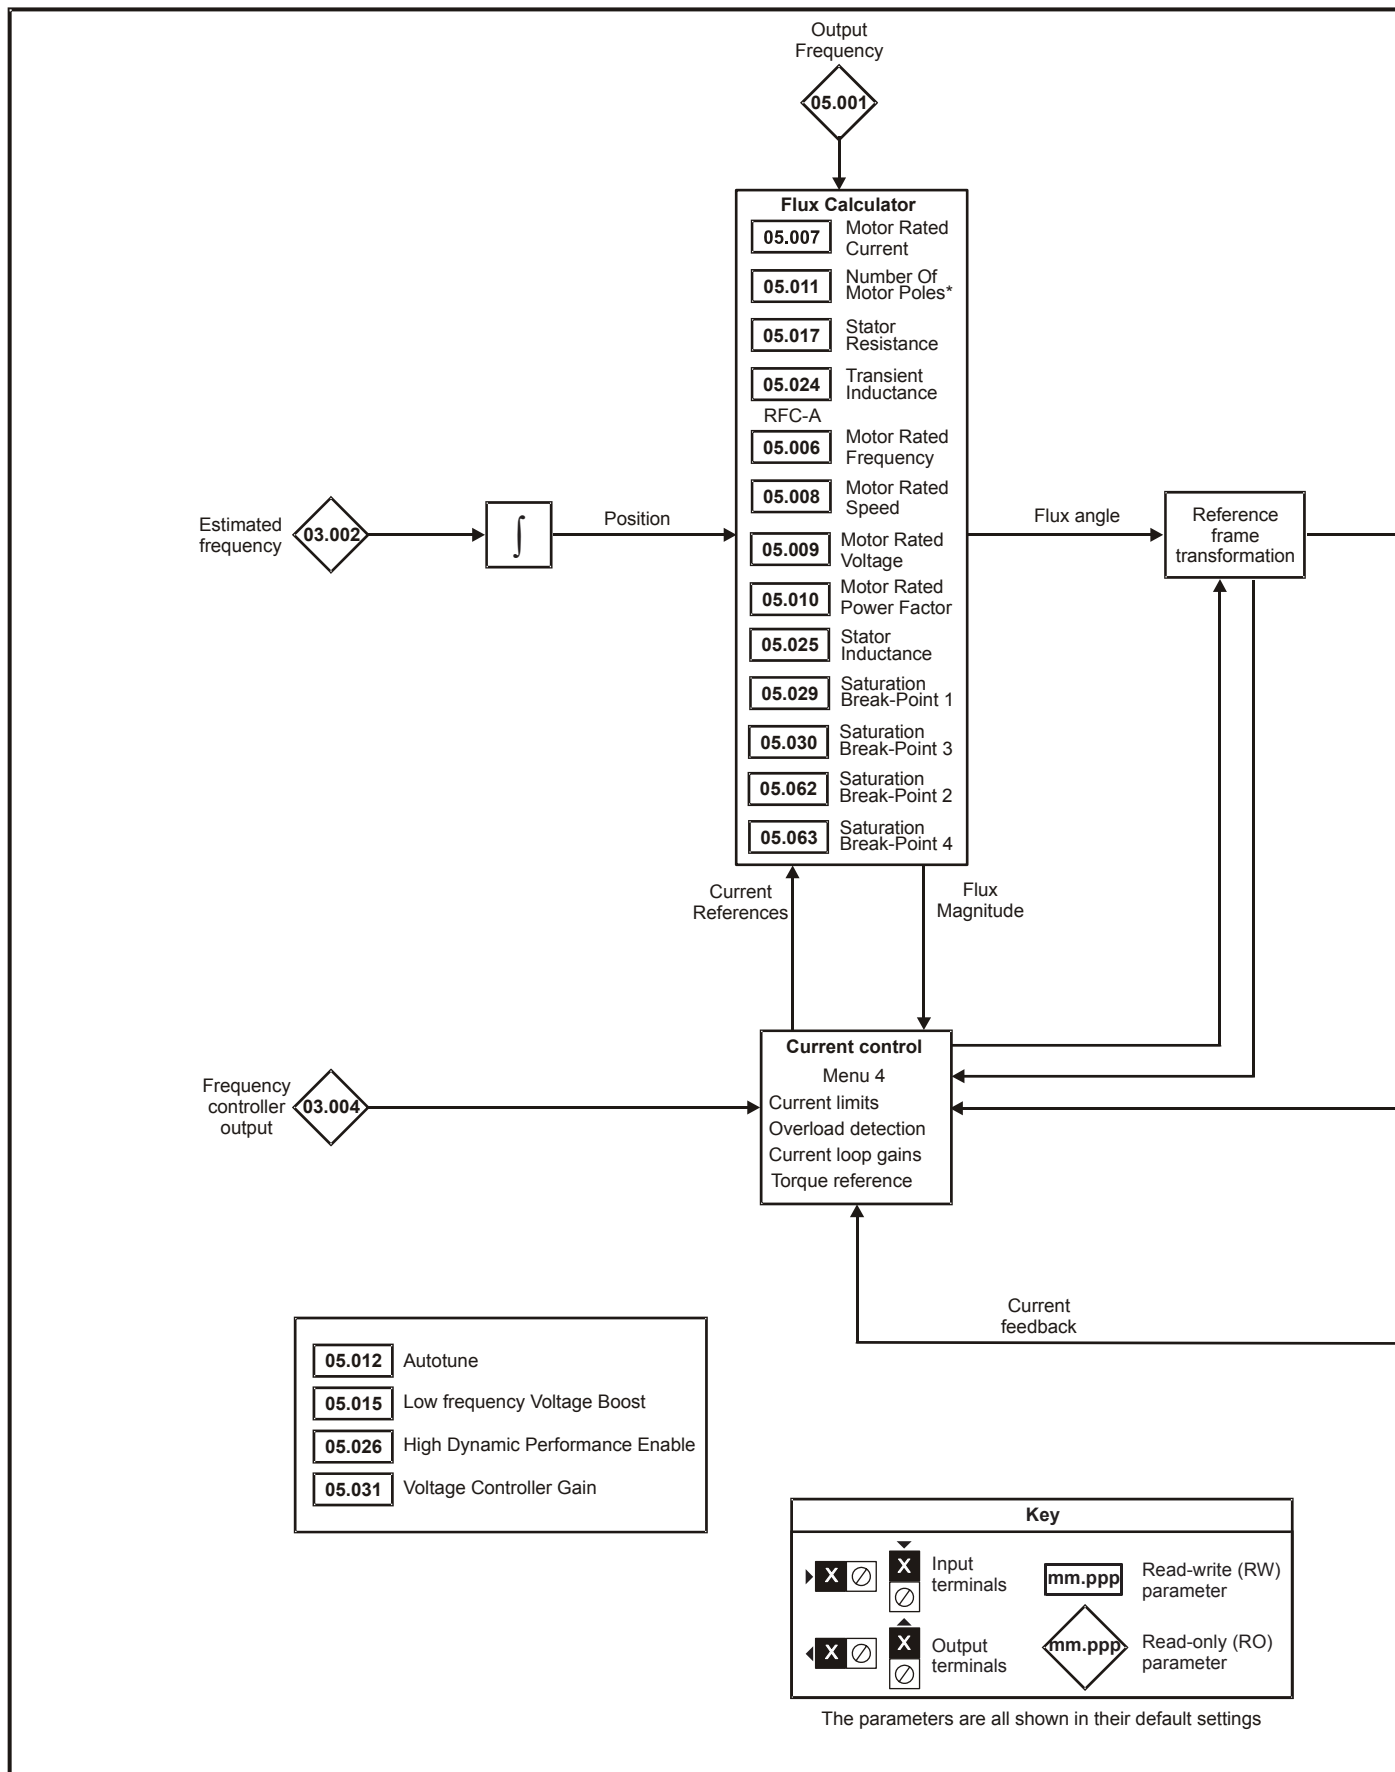 Output
Frequency
05.001
Flux Calculator
05.007
Motor Rated
Current
05.011
Number Of
Motor Poles*
05.017
Stator
Resistance
05.024
Transient
Inductance
RFC-A
05.006
Motor Rated
Frequency
05.008
Motor Rated
Speed
05.009
Motor Rated
Voltage
05.010
Motor Rated
Power Factor
05.025
Stator
Inductance
05.029
Saturation
Break-Point 1
05.030
Saturation
Break-Point 3
05.062
Saturation
Break-Point 2
05.063
Saturation
Break-Point 4
Estimated
frequency
03.002
∫
Position
Flux angle
Reference
frame
transformation
Current
References
Flux
Magnitude
Current control
Menu 4
Current limits
Overload detection
Current loop gains
Torque reference
Frequency
controller
output
03.004
Current
feedback
05.012 Autotune
05.015 Low frequency Voltage Boost
05.026 High Dynamic Performance Enable
05.031 Voltage Controller Gain
Key
X
X
Input
terminals
mm.ppp
Read-write (RW)
parameter
X
X
Output
terminals
mm.ppp
Read-only (RO)
parameter
The parameters are all shown in their default settings